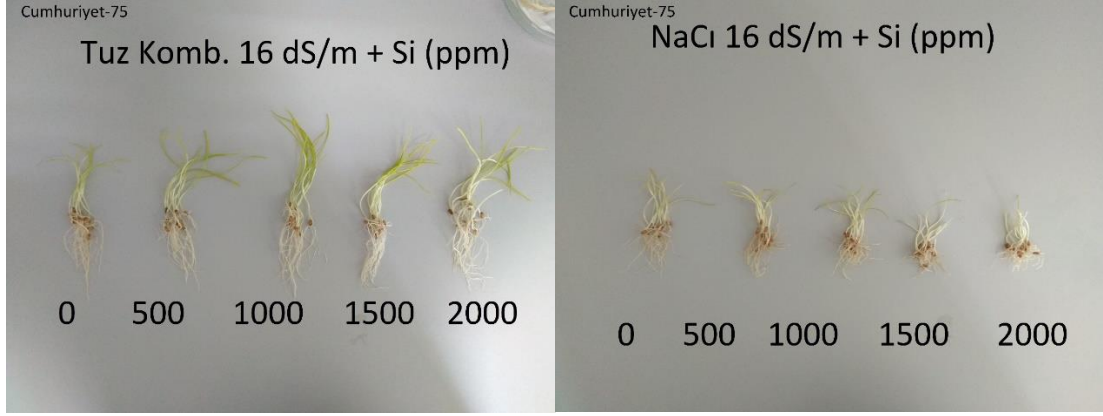 Cumhuriyet-75
Tuz Komb. 16 dS/m + Si (ppm)
0 500 1000 1500 2000
Cumhuriyet-75
NaCı 16 dS/m + Si (ppm)
0 500 1000 1500 2000